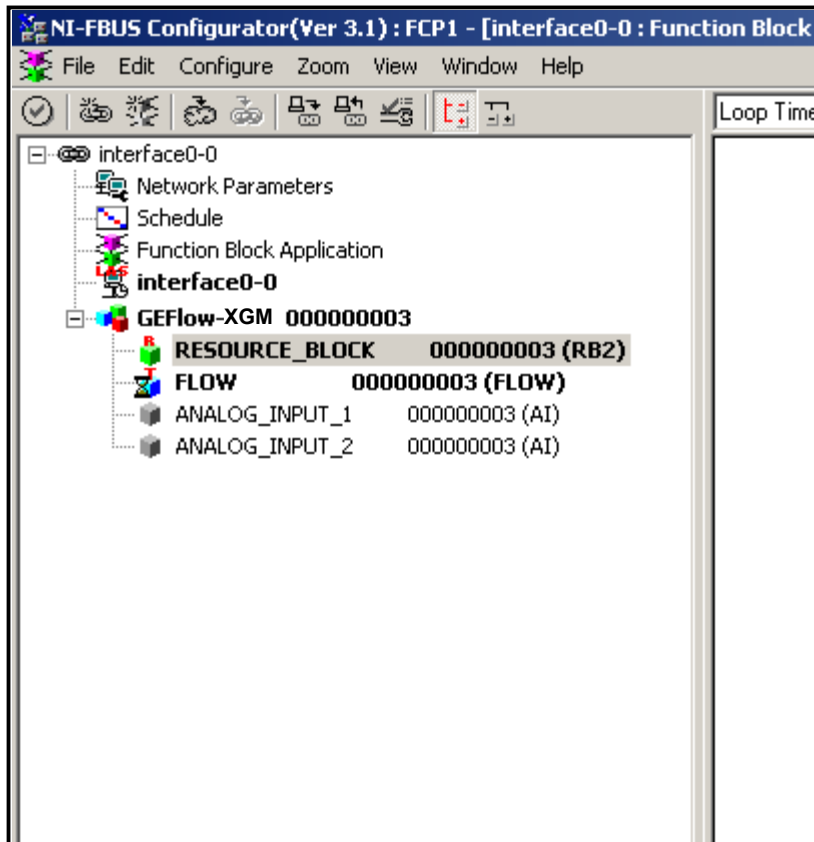 NI-FBUS Configurator(Ver 3.1) : FCP1 - [interface0-0 : Function Block
File Edit Configure Zoom View Window Help
Loop Time
interface0-0
Network Parameters
Schedule
Function Block Application
LAS
interface0-0
GEFlow-XGM 000000003
R
RESOURCE_BLOCK 000000003 (RB2)
T
FLOW 000000003 (FLOW)
ANALOG_INPUT_1 000000003 (AI)
ANALOG_INPUT_2 000000003 (AI)